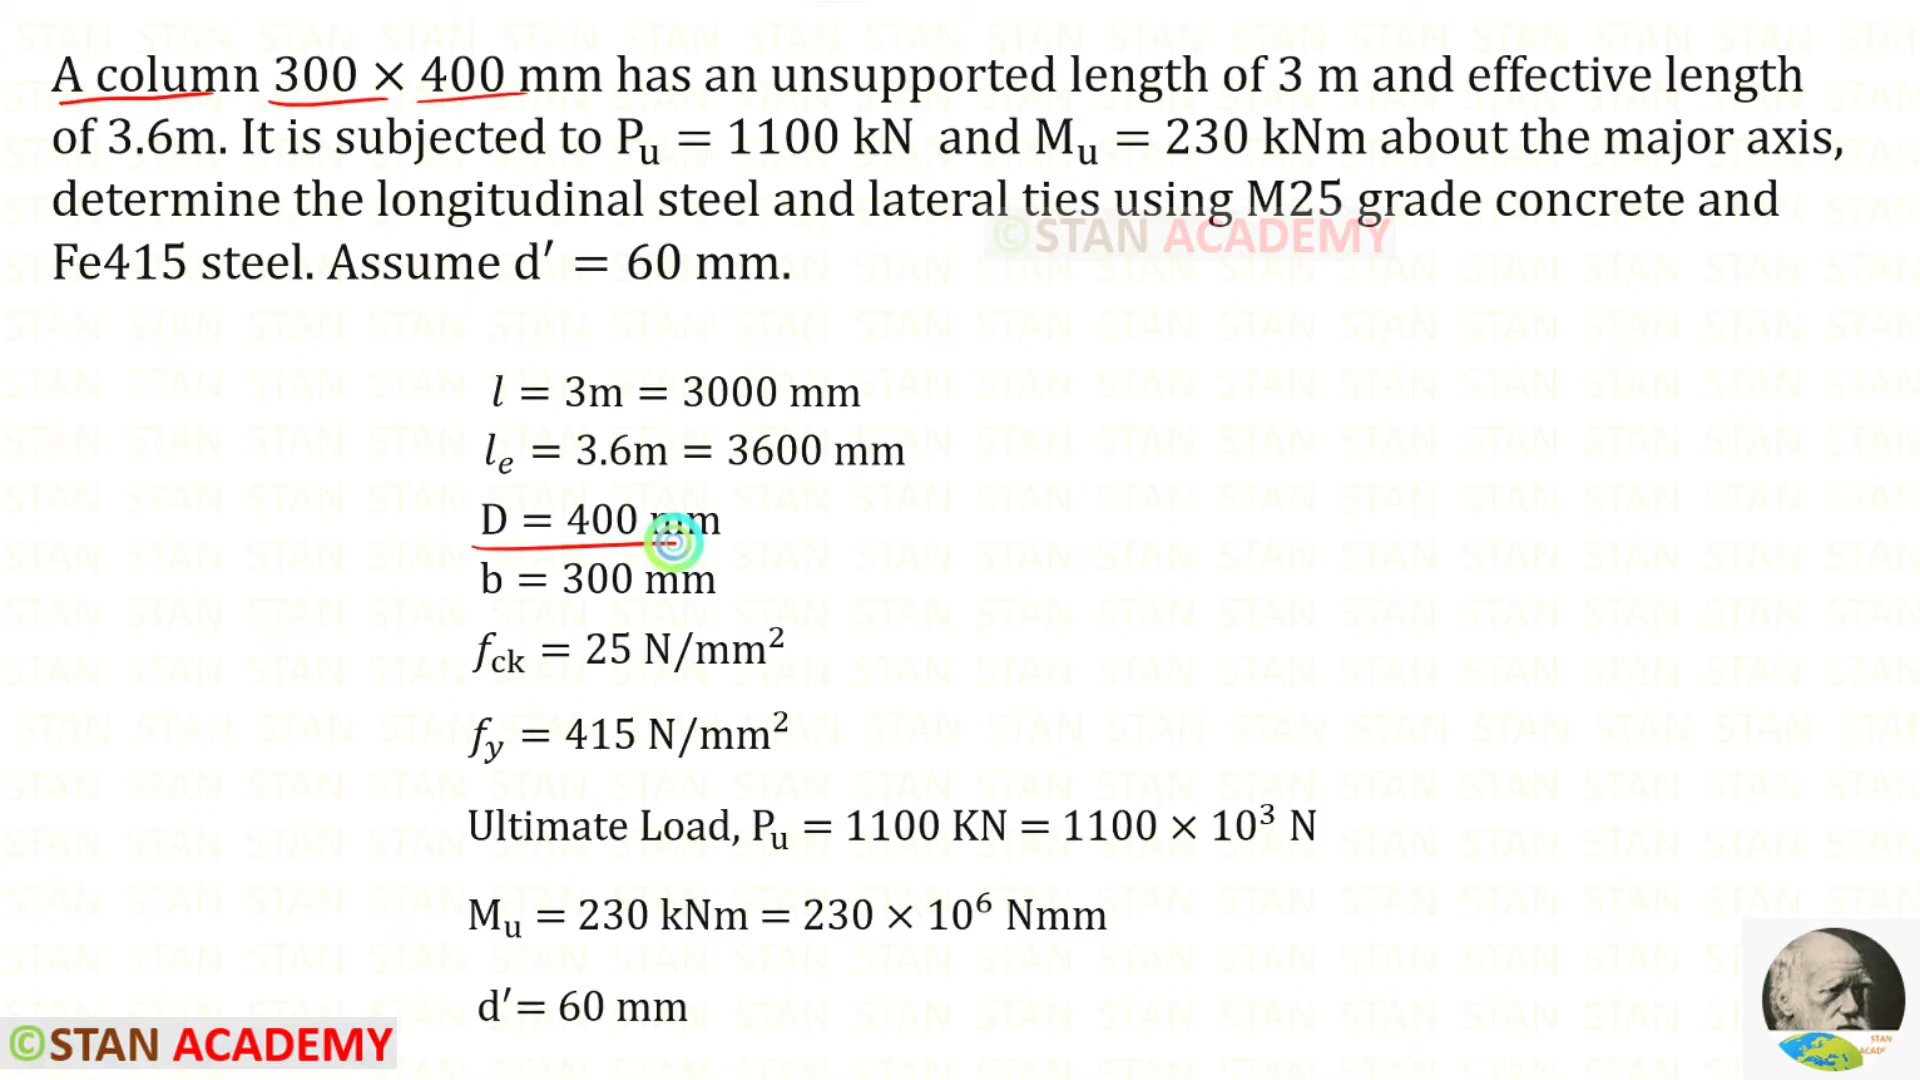 A column 300 × 400 mm has an unsupported length of 3 m and effective length
of 3.6m. It is subjected to Pu = 1100 kN and Mu = 230 kNm about the major axis,
determine the longitudinal steel and lateral ties using M25 grade concrete and
Fe415 steel. Assume d′ = 60 mm.
©STAN ACADEMY
l = 3m = 3000 mm
le = 3.6m = 3600 mm
D = 400 mm
b = 300 mm
fck = 25 N/mm²
fy = 415 N/mm²
Ultimate Load, Pu = 1100 KN = 1100 × 10³ N
Mu = 230 kNm = 230 × 10⁶ Nmm
d′= 60 mm
©STAN ACADEMY
STAN